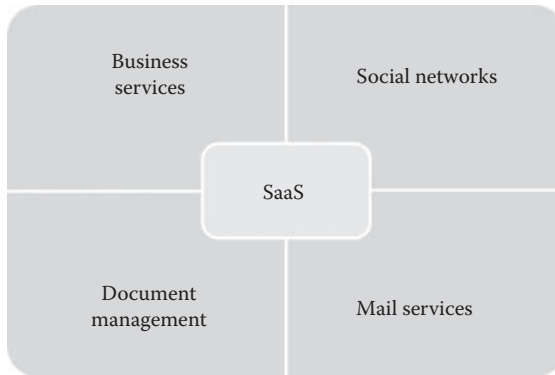 Business
services
Social networks
SaaS
Document
management
Mail services